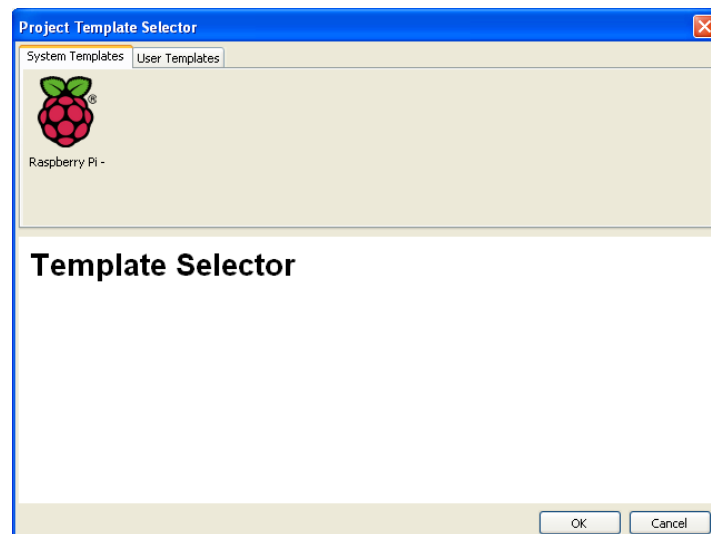 Project Template Selector
System Templates User Templates
®
Raspberry Pi -
Template Selector
OK Cancel